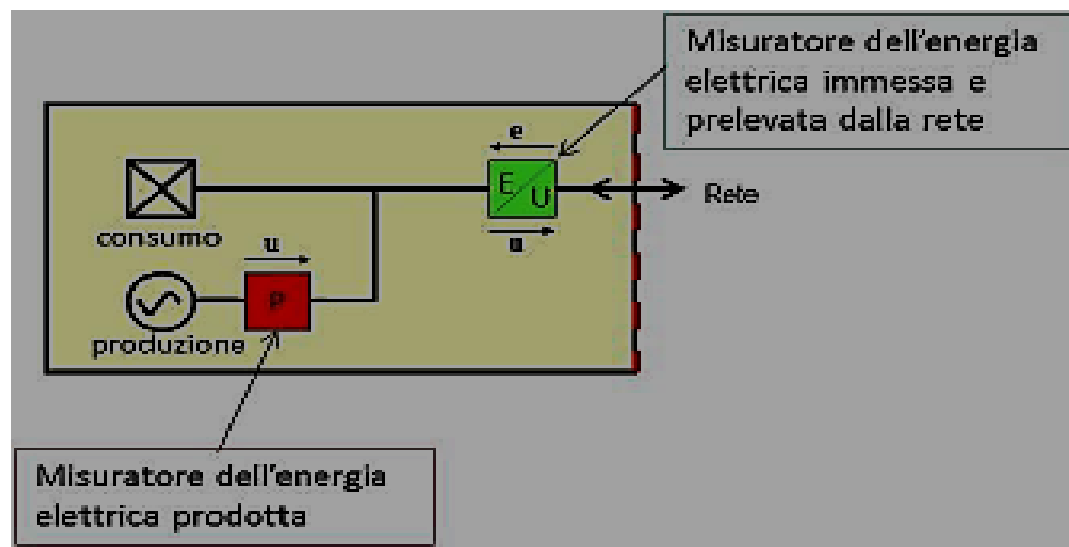 Misuratore dell'energia
elettrica immessa e
prelevata dalla rete
e
E
U
Rete
u
consumo
u
P
produzione
Misuratore dell'energia
elettrica prodotta